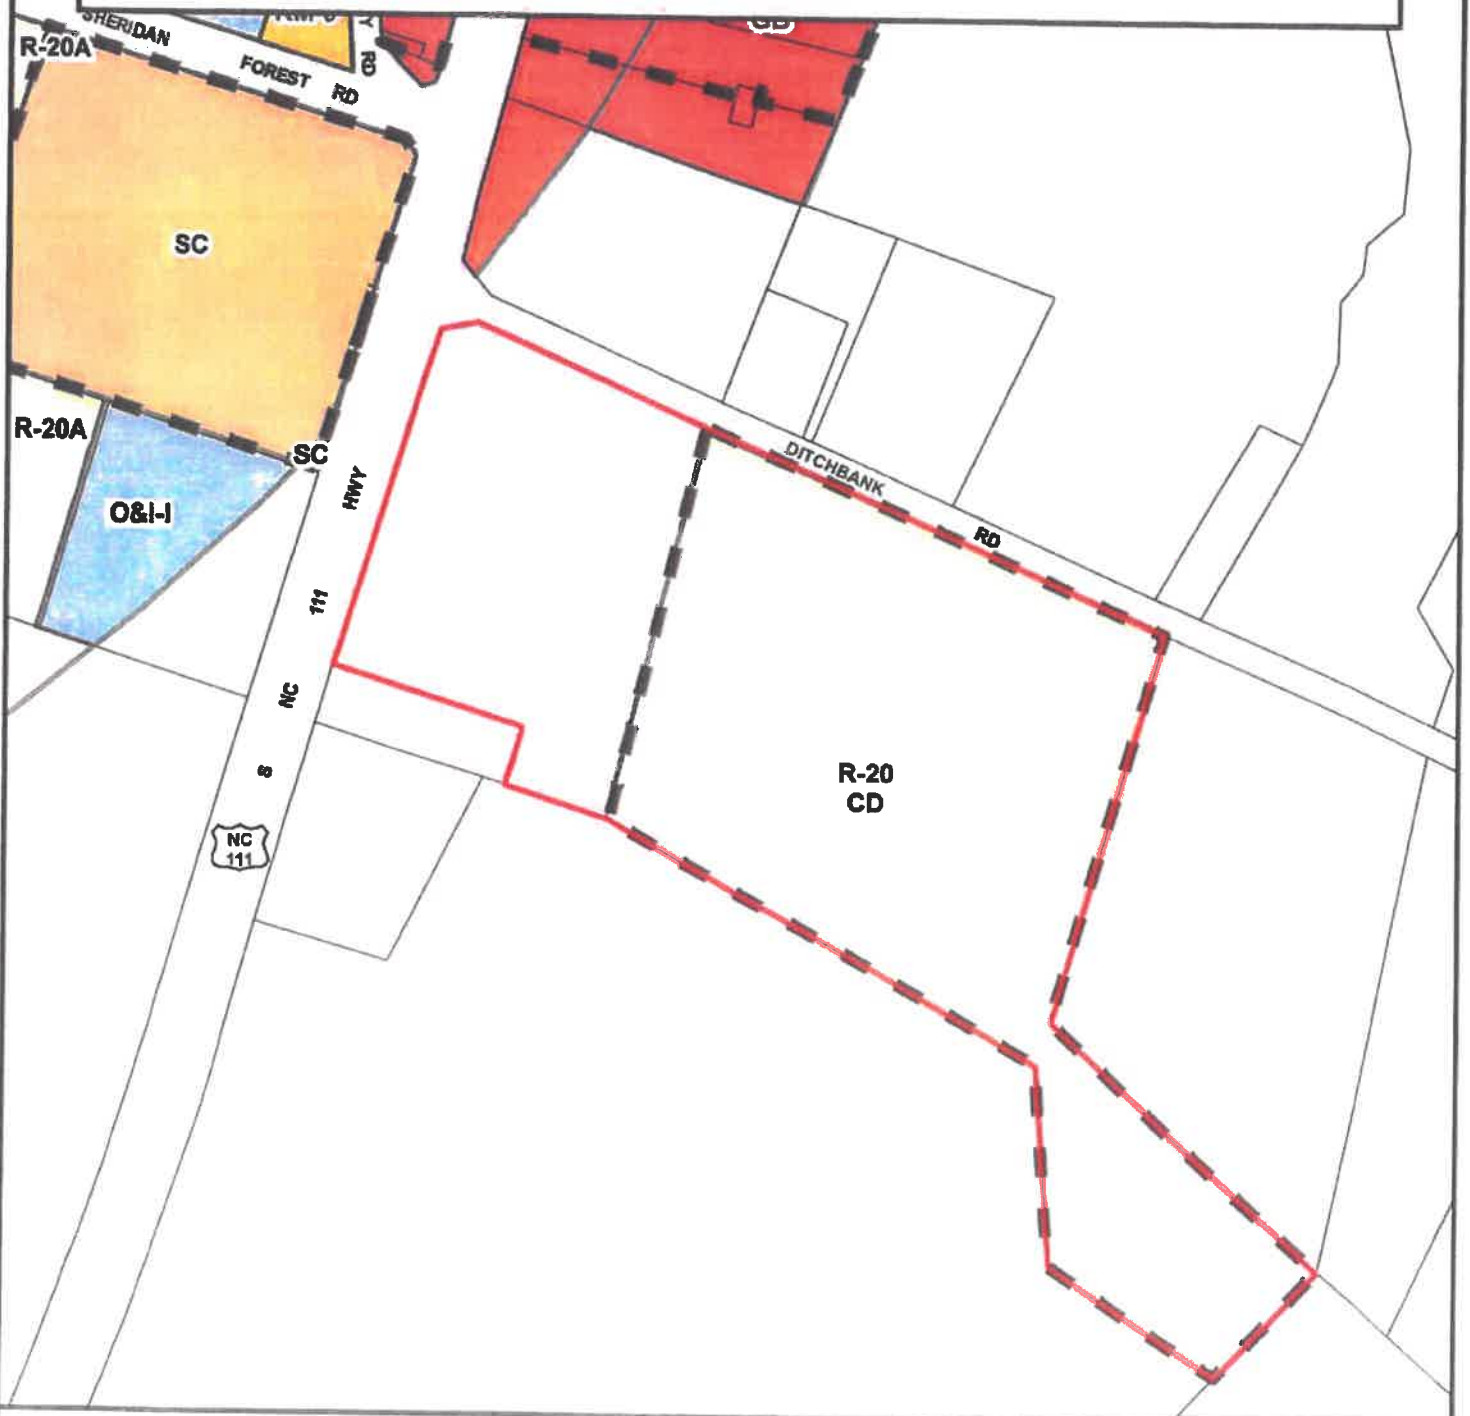 SHERIDAN
FOREST
RD
RD
R-20A
SC
R-20A
SC
O&I-I
HWY
111
NC
S
NC
111
DITCHBANK
RD
R-20
CD